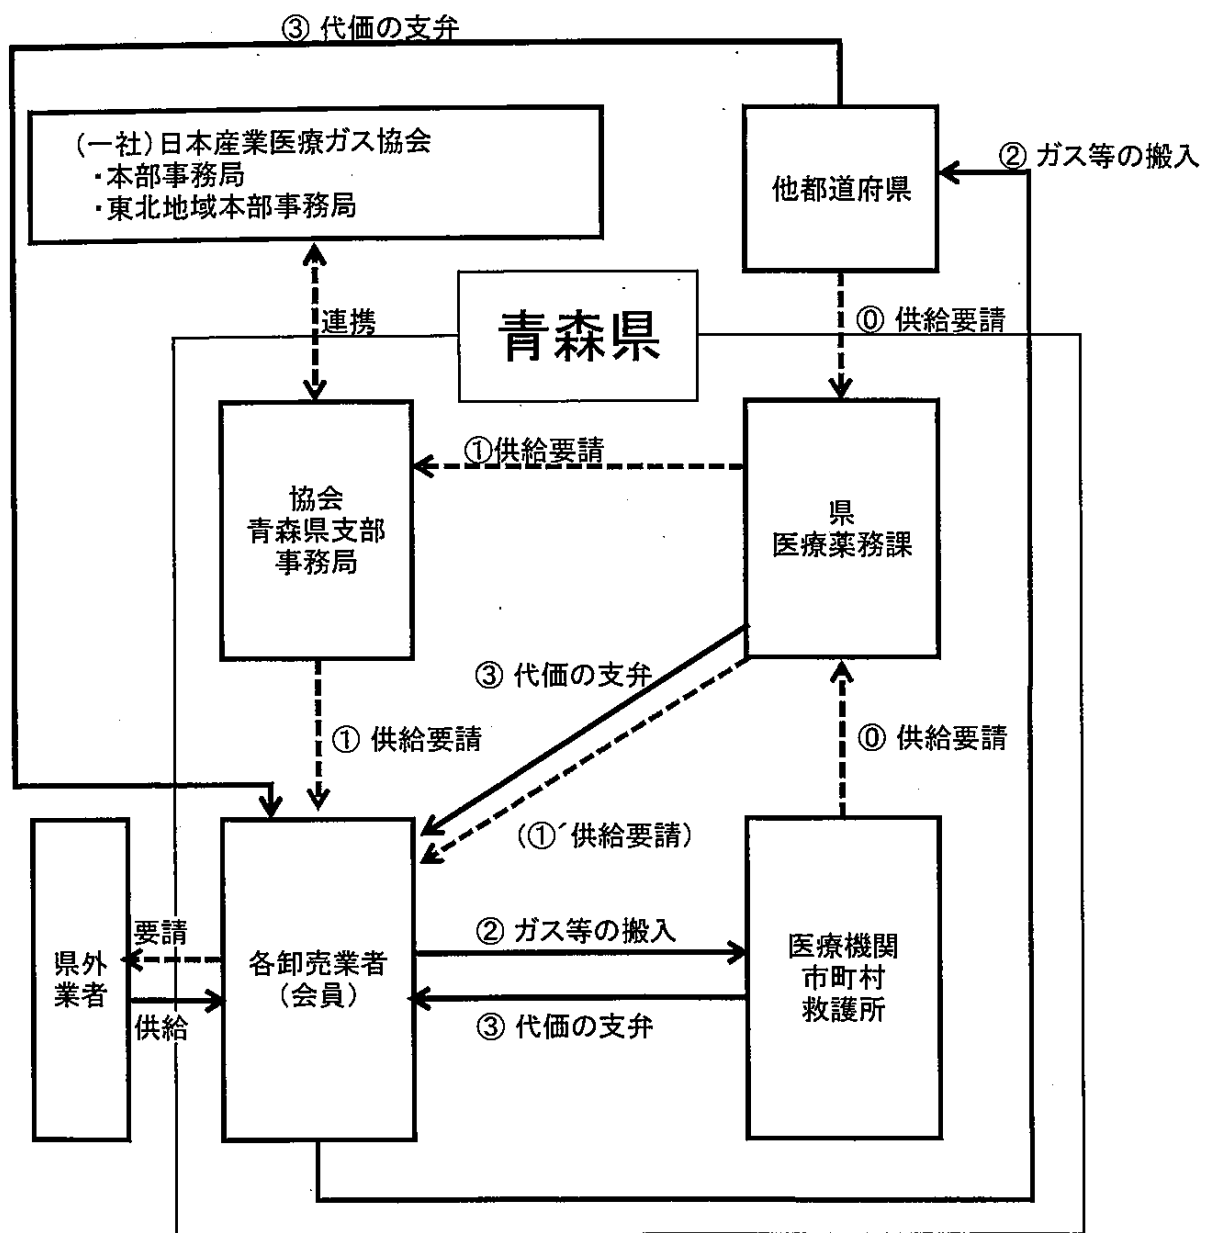 ③ 代価の支弁
(一社)日本産業医療ガス協会
・本部事務局
・東北地域本部事務局
他都道府県
② ガス等の搬入
連携
青森県
⓪ 供給要請
①供給要請
協会
青森県支部
事務局
県
医療薬務課
③ 代価の支弁
① 供給要請
⓪ 供給要請
(①´供給要請)
要請
県外
業者
供給
各卸売業者
(会員)
② ガス等の搬入
③ 代価の支弁
医療機関
市町村
救護所